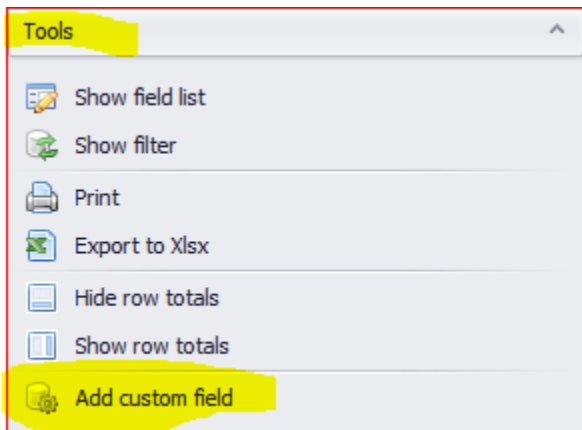 Tools
Show field list
Show filter
Print
Export to Xlsx
Hide row totals
Show row totals
Add custom field